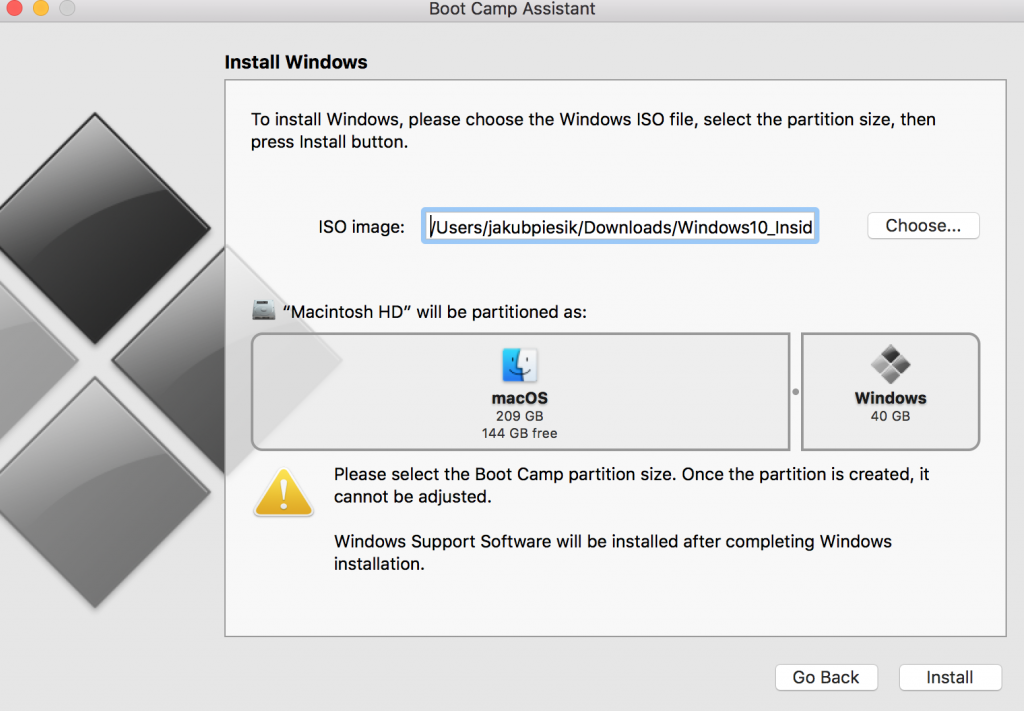 Boot Camp Assistant
Install Windows
To install Windows, please choose the Windows ISO file, select the partition size, then
press Install button.
ISO image: /Users/jakubpiesik/Downloads/Windows10_Insid Choose...
“Macintosh HD” will be partitioned as:
macOS
209 GB
144 GB free
Windows
40 GB
Please select the Boot Camp partition size. Once the partition is created, it
cannot be adjusted.
Windows Support Software will be installed after completing Windows
installation.
Go Back Install